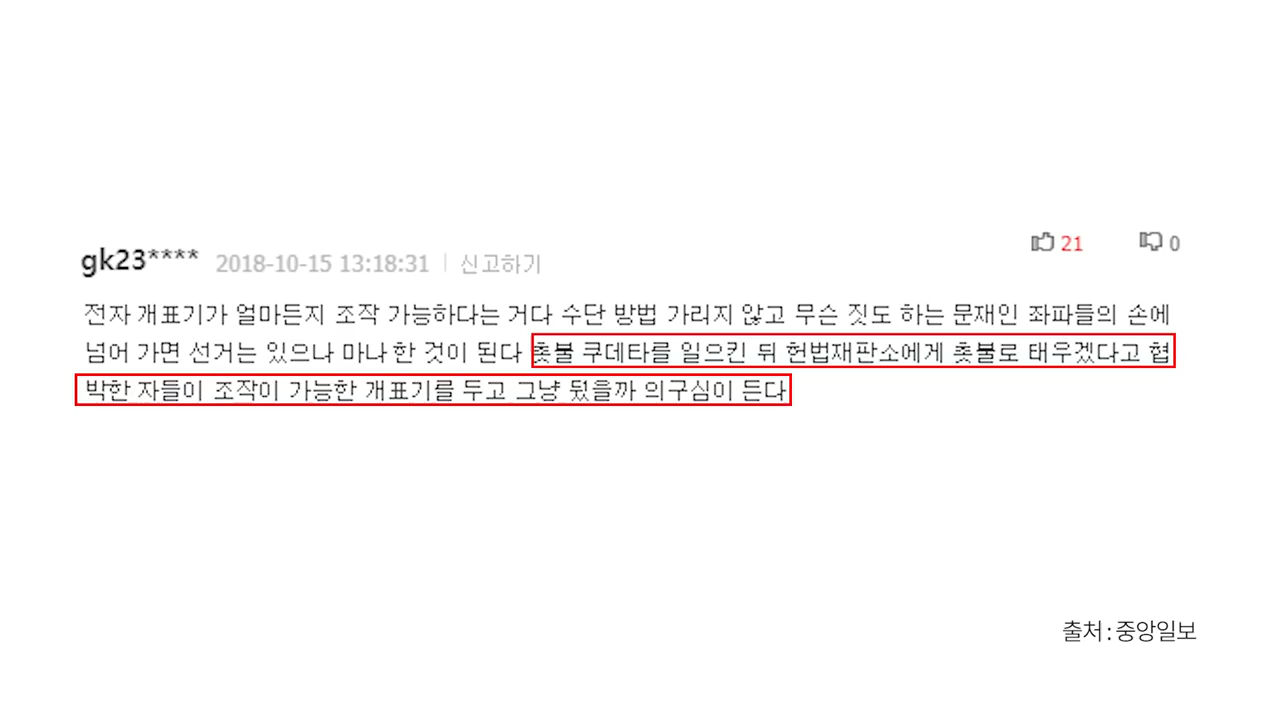 gk23**** 2018-10-15 13:18:31 | 신고하기 21 0
전자 개표기가 얼마든지 조작 가능하다는 거다 수단 방법 가리지 않고 무슨 짓도 하는 문재인 좌파들의 손에
넘어 가면 선거는 있으나 마나 한 것이 된다 촛불 쿠데타를 일으킨 뒤 헌법재판소에게 촛불로 태우겠다고 협
박한 자들이 조작이 가능한 개표기를 두고 그냥 뒀을까 의구심이 든다
출처 : 중앙일보